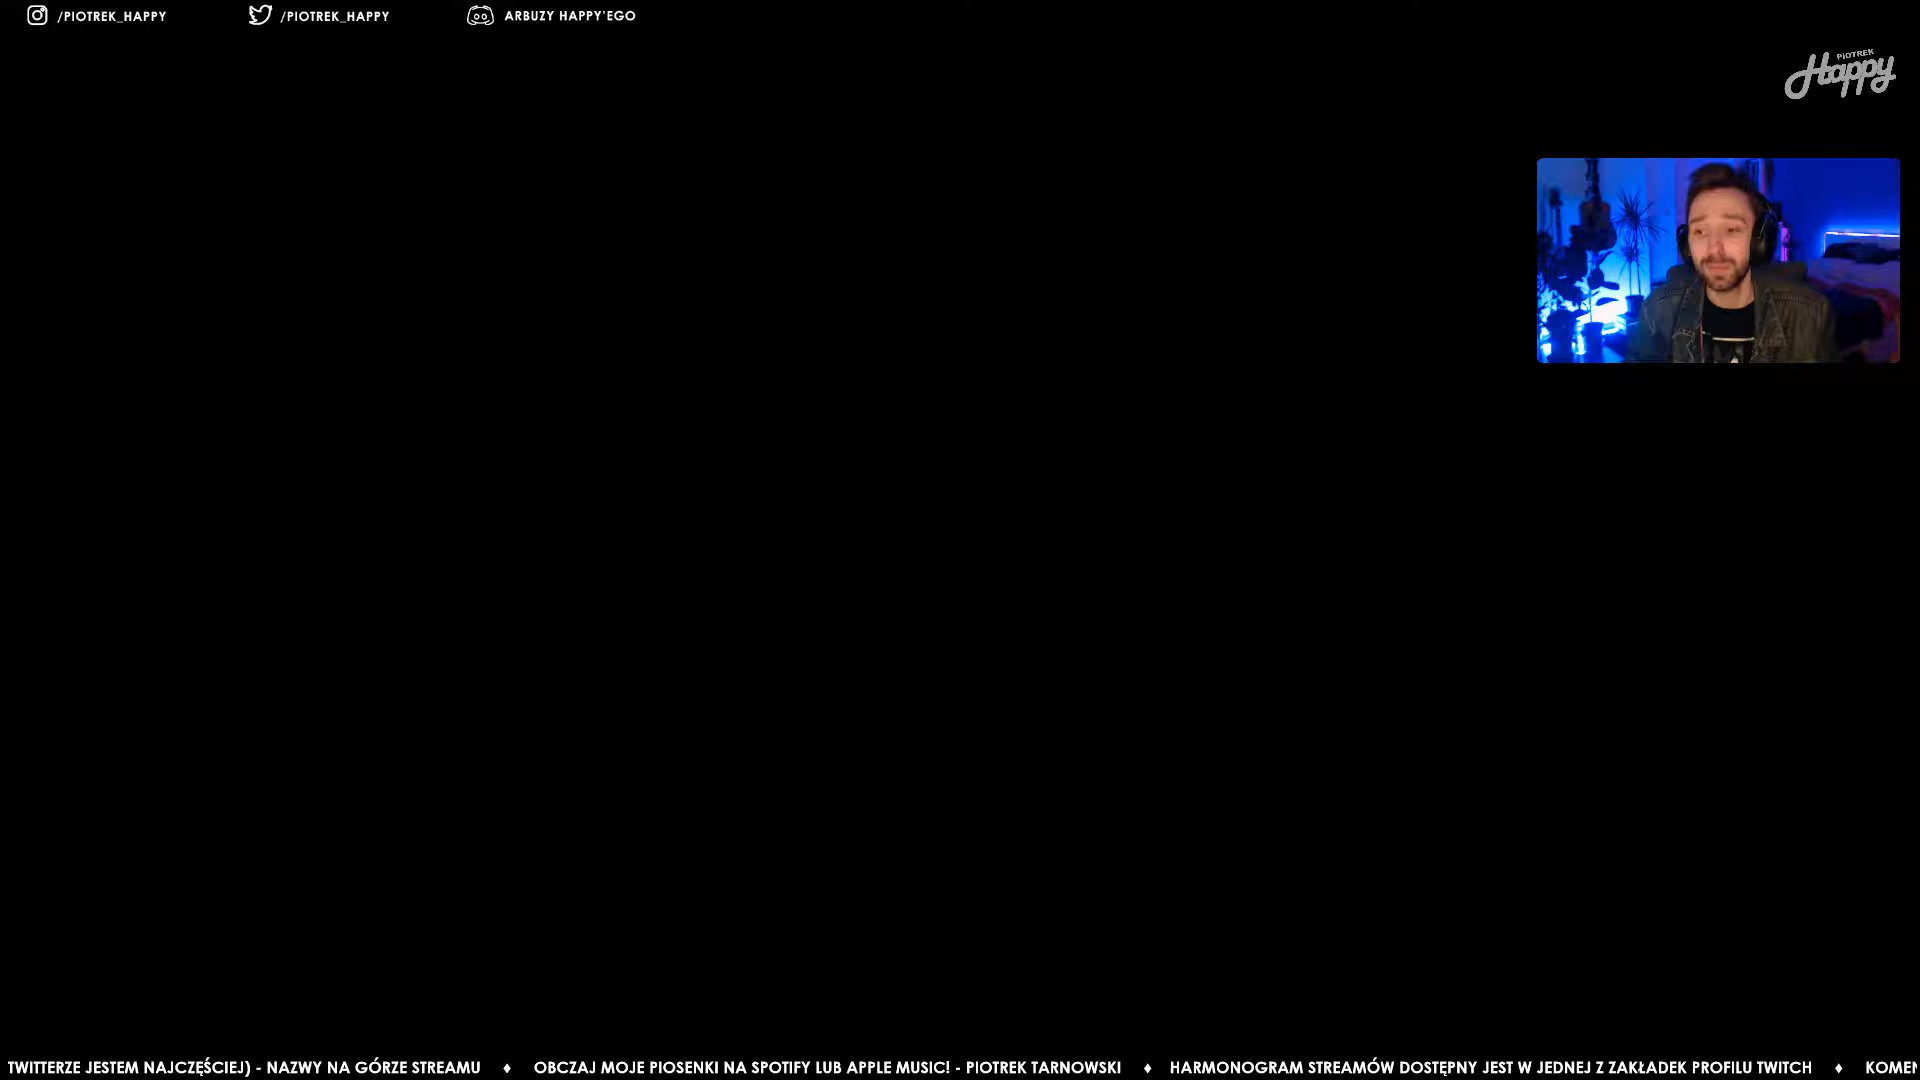 /PIOTREK_HAPPY
/PIOTREK_HAPPY
ARBUZY HAPPY'EGO
PIOTREK
Happy
TWITTERZE JESTEM NAJCZĘŚCIEJ) - NAZWY NA GÓRZE STREAMU ♦ OBCZAJ MOJE PIOSENKI NA SPOTIFY LUB APPLE MUSIC! - PIOTREK TARNOWSKI ♦ HARMONOGRAM STREAMÓW DOSTĘPNY JEST W JEDNEJ Z ZAKŁADEK PROFILU TWITCH ♦ KOMEN